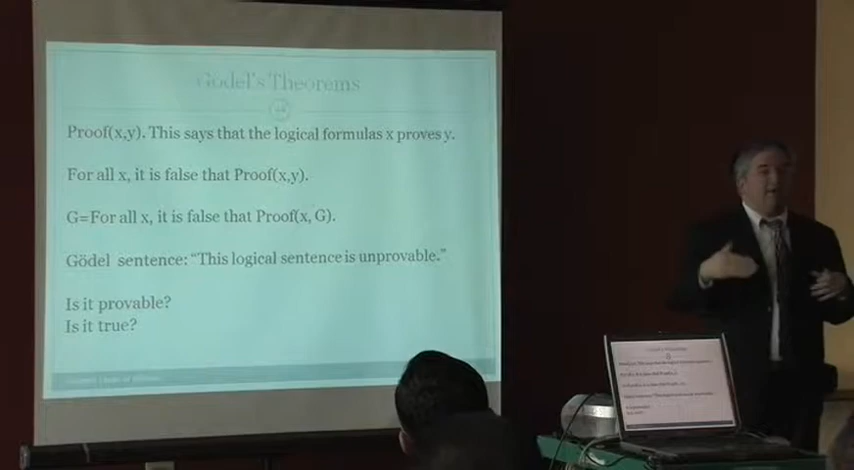 Godel's Theorems
Proof(x,y). This says that the logical formulas x proves y.
For all x, it is false that Proof(x,y).
G=For all x, it is false that Proof(x, G).
Gödel sentence: “This logical sentence is unprovable.”
Is it provable?
Is it true?